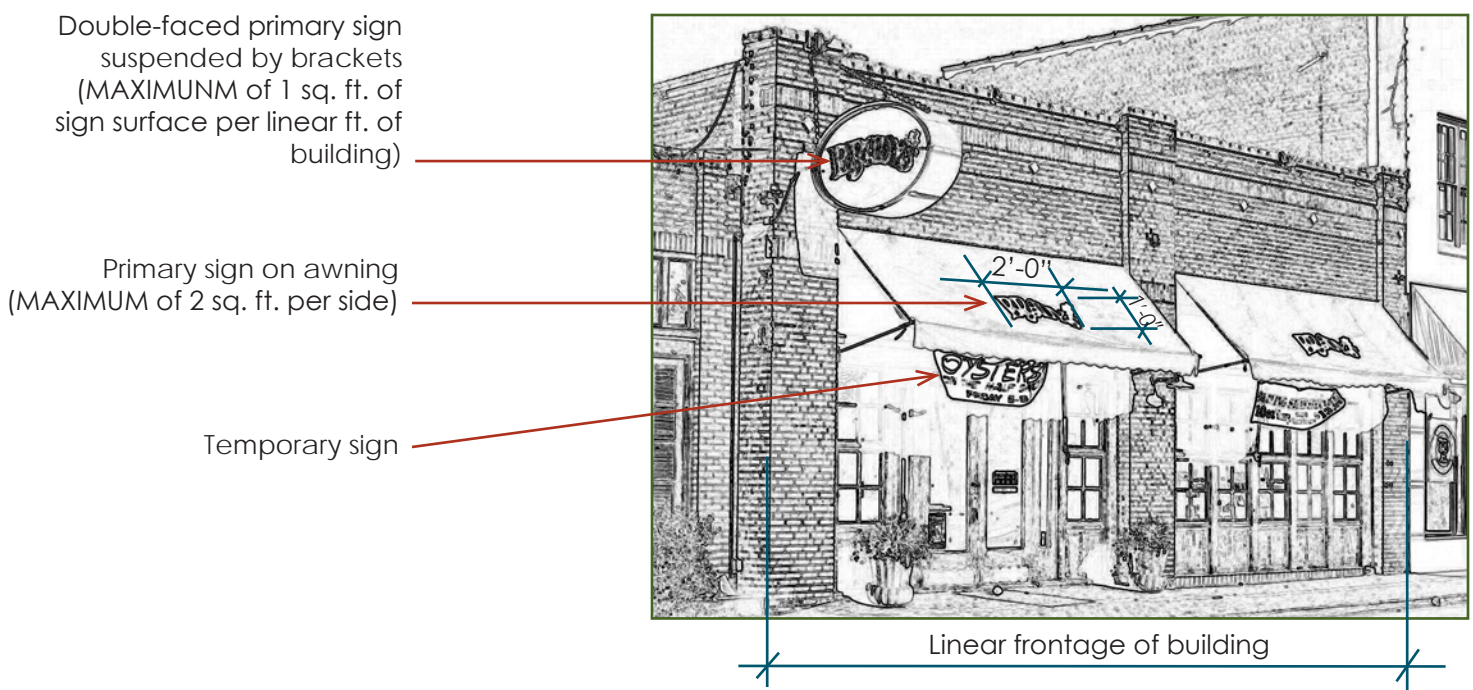 Double-faced primary sign
suspended by brackets
(MAXIMUNM of 1 sq. ft. of
sign surface per linear ft. of
building)
Primary sign on awning
(MAXIMUM of 2 sq. ft. per side)
Temporary sign
2'-0"
1'-0"
OYSTERS
FRIDAY 5-8
Linear frontage of building